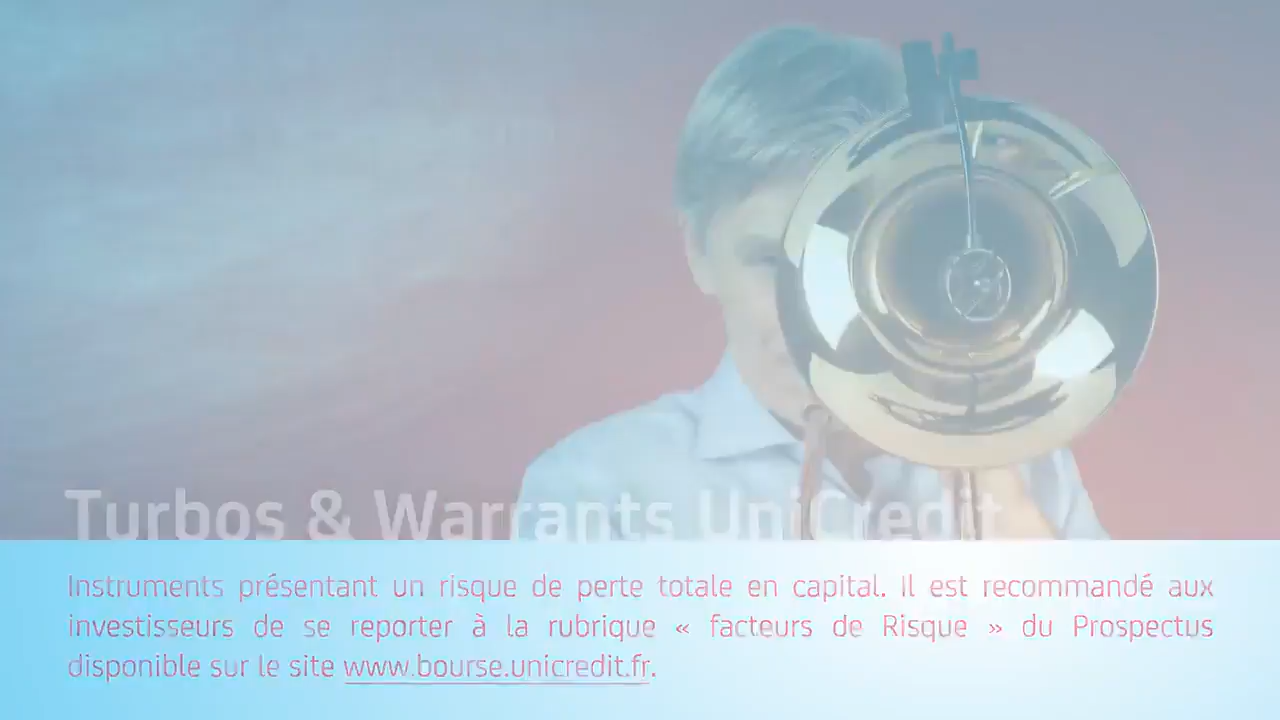 Turbos & Warrants UniCredit
Instruments présentant un risque de perte totale en capital. Il est recommandé aux
investisseurs de se reporter à la rubrique « facteurs de Risque » du Prospectus
disponible sur le site www.bourse.unicredit.fr.